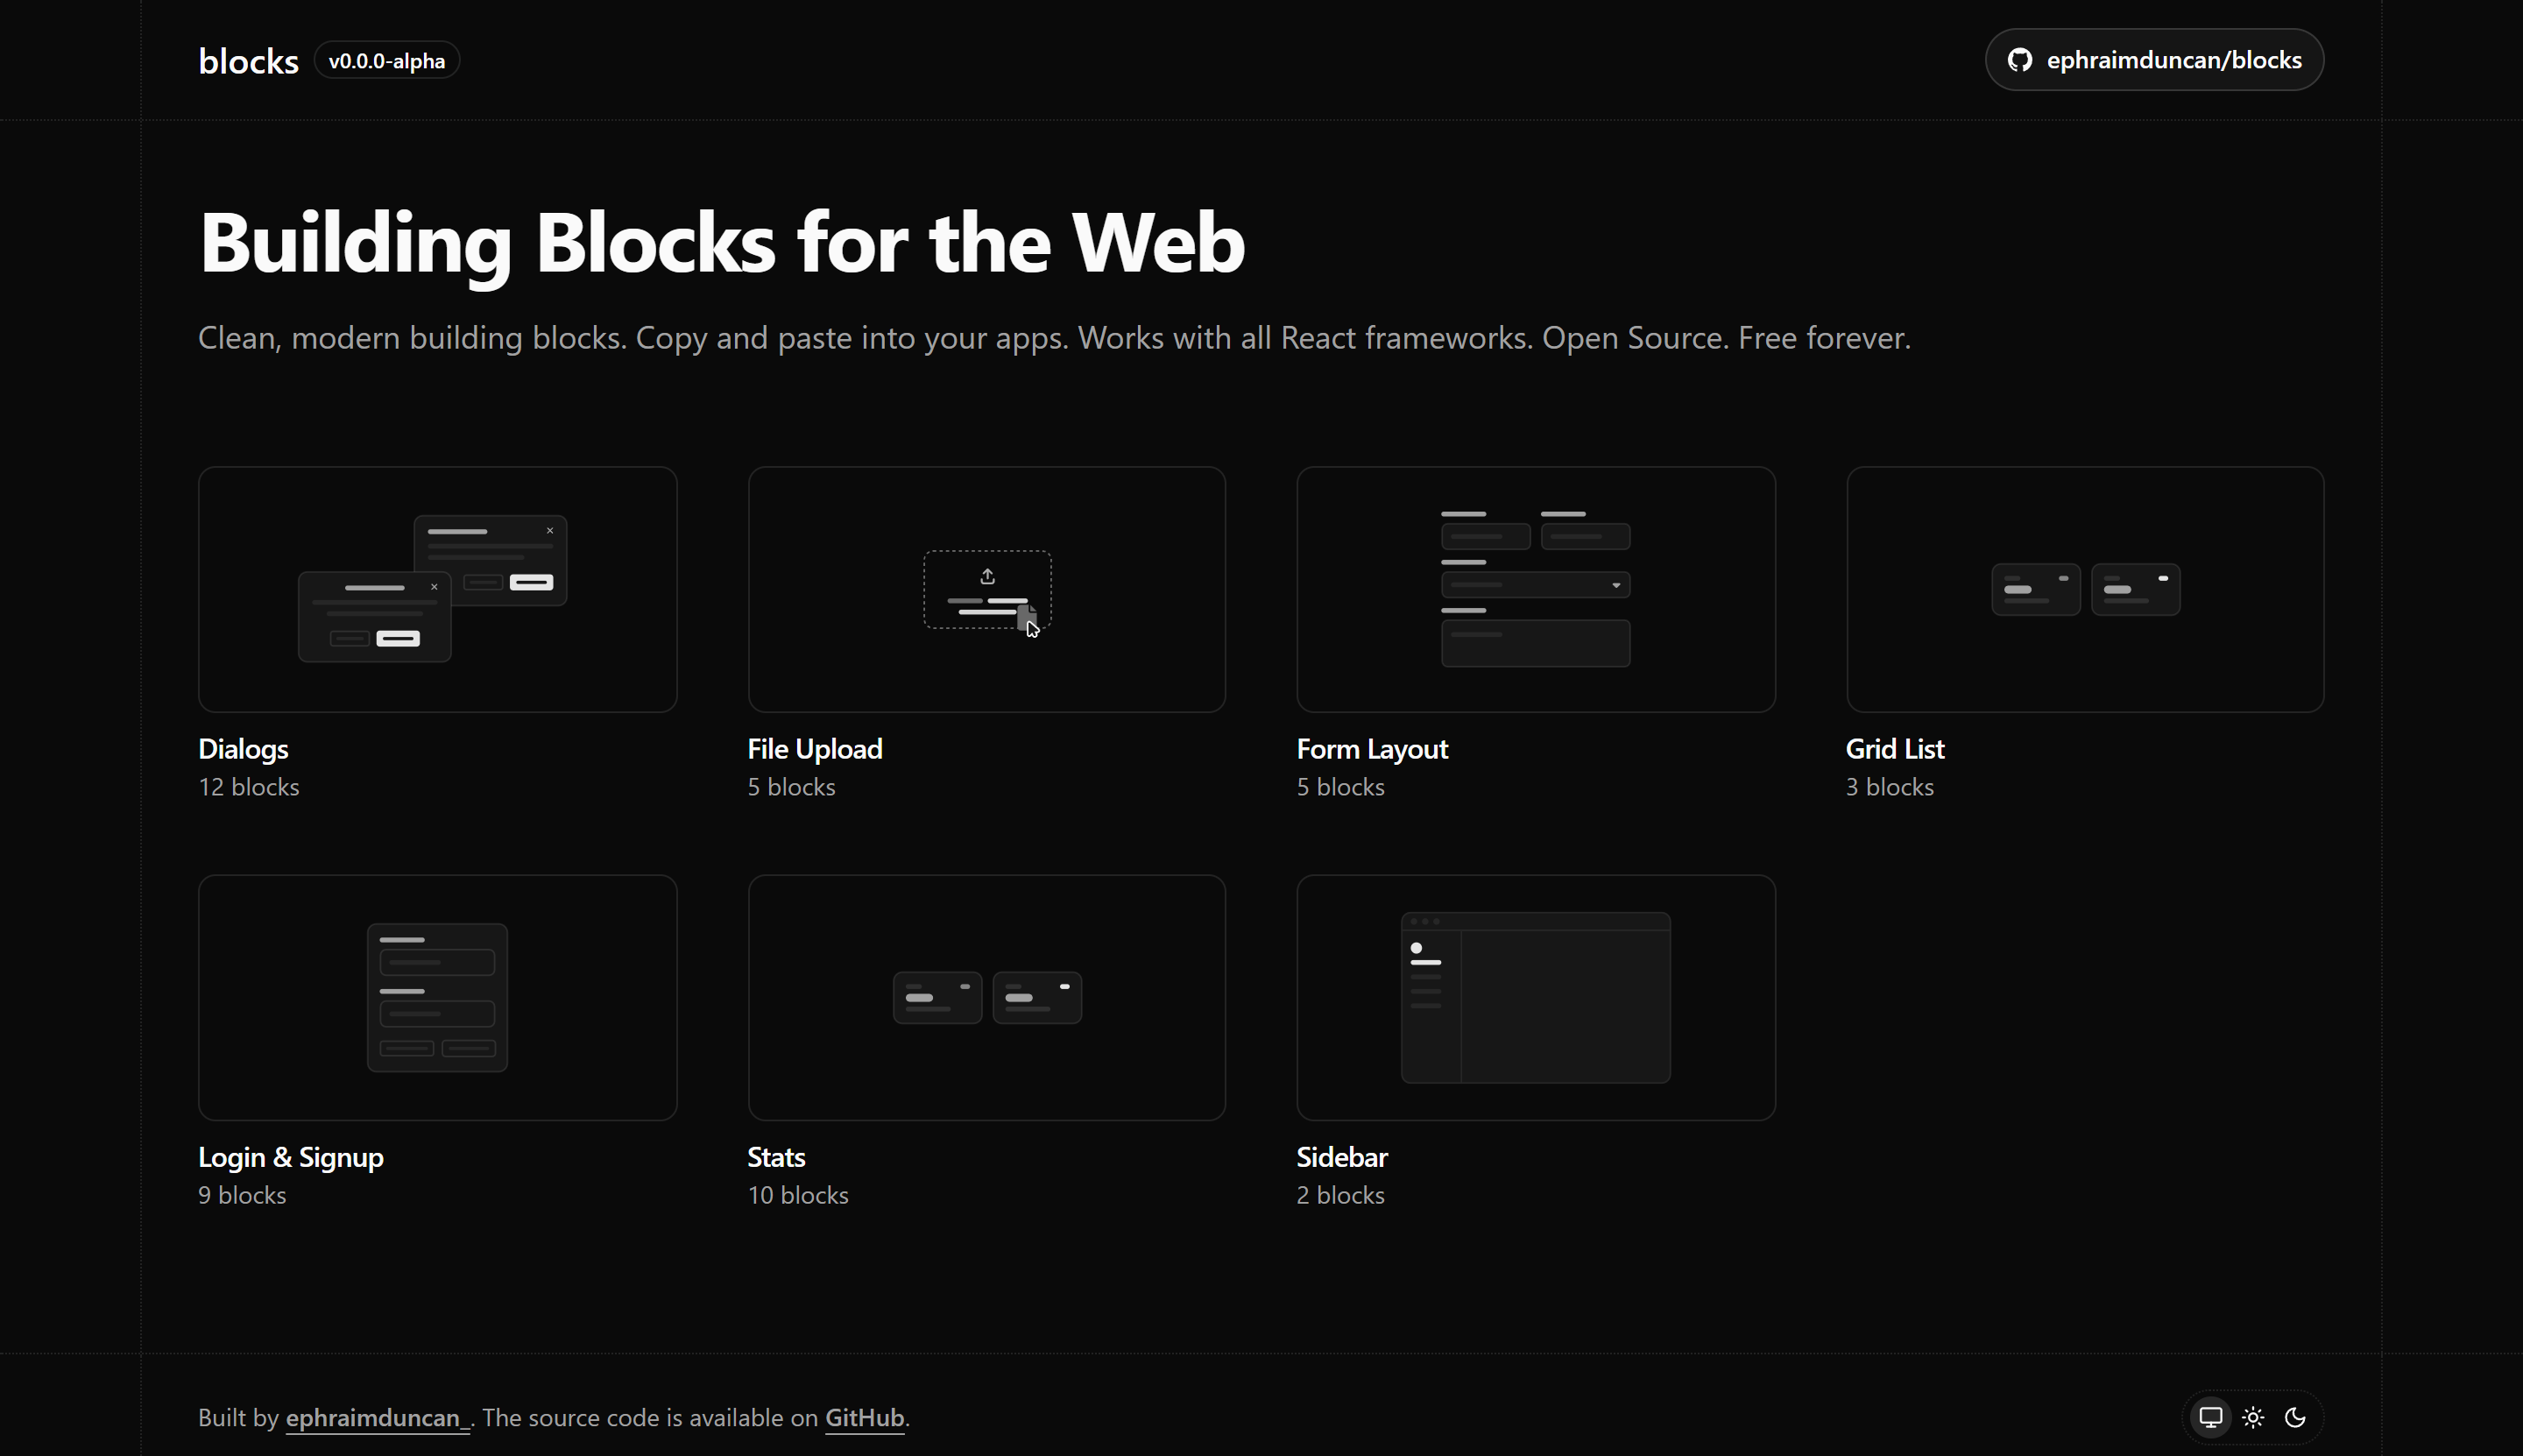 blocks v0.0.0-alpha
ephraimduncan/blocks
Building Blocks for the Web
Clean, modern building blocks. Copy and paste into your apps. Works with all React frameworks. Open Source. Free forever.
Dialogs
12 blocks
File Upload
5 blocks
Form Layout
5 blocks
Grid List
3 blocks
Login & Signup
9 blocks
Stats
10 blocks
Sidebar
2 blocks
Built by ephraimduncan_. The source code is available on GitHub.